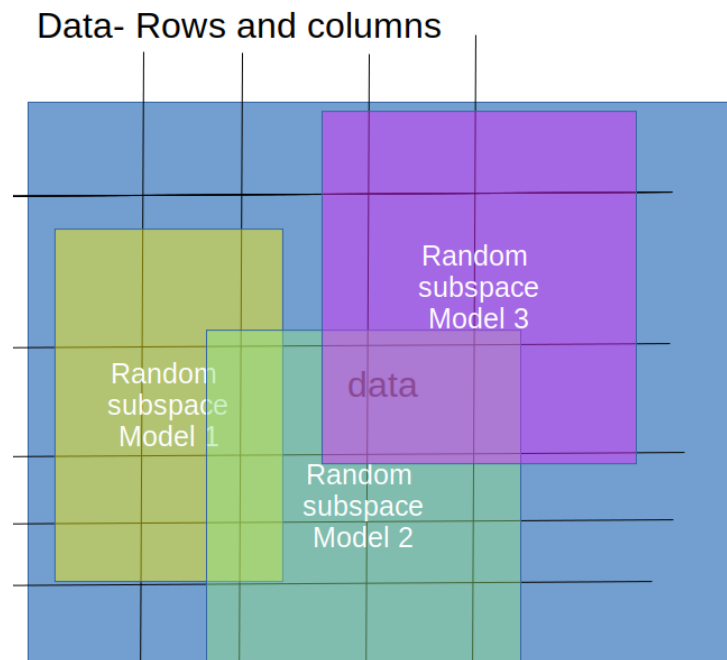 Data- Rows and columns
Random
subspace
Model 3
Random
subspace
Model 1
data
Random
subspace
Model 2